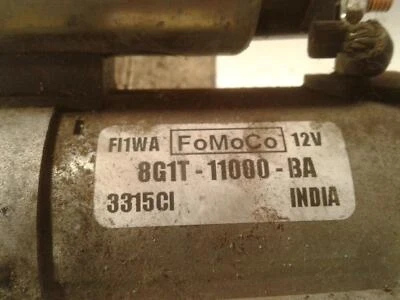 FI1WA FoMoCo 12V
8G1T - 11000 - BA
3315CI INDIA